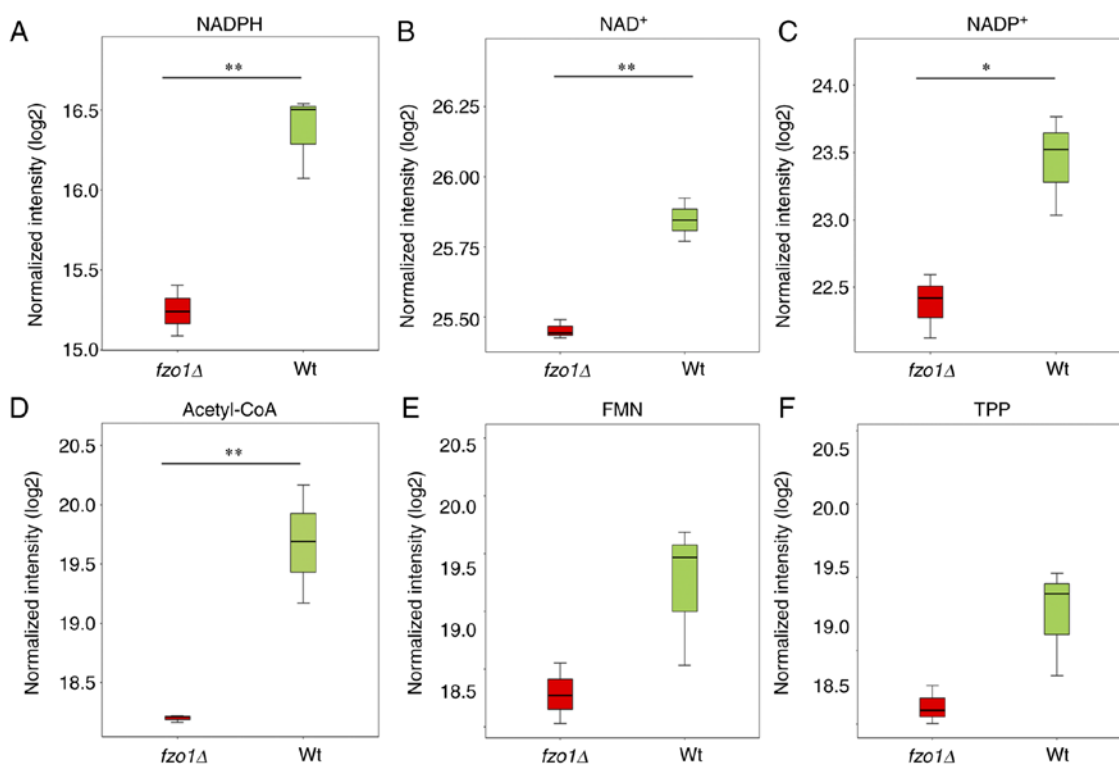 A
NADPH
**
Normalized intensity (log2)
16.5
16.0
15.5
15.0
fzo1Δ
Wt
B
NAD⁺
**
Normalized intensity (log2)
26.25
26.00
25.75
25.50
fzo1Δ
Wt
C
NADP⁺
*
Normalized intensity (log2)
24.0
23.5
23.0
22.5
fzo1Δ
Wt
D
Acetyl-CoA
**
Normalized intensity (log2)
20.5
20.0
19.5
19.0
18.5
fzo1Δ
Wt
E
FMN
Normalized intensity (log2)
20.5
20.0
19.5
19.0
18.5
fzo1Δ
Wt
F
TPP
Normalized intensity (log2)
20.5
20.0
19.5
19.0
18.5
fzo1Δ
Wt